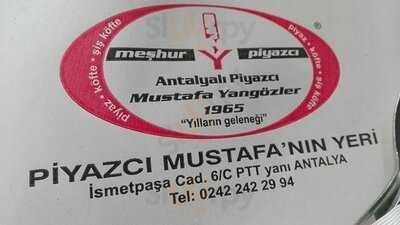 piyaz • köfte • şiş köfte
piyaz • köfte • şiş köfte
meşhur Y piyazcı
®
Antalyalı Piyazcı
Mustafa Yangözler
1965
"Yılların geleneği"
PİYAZCI MUSTAFA'NIN YERİ
İsmetpaşa Cad. 6/C PTT yanı ANTALYA
Tel: 0242 242 29 94